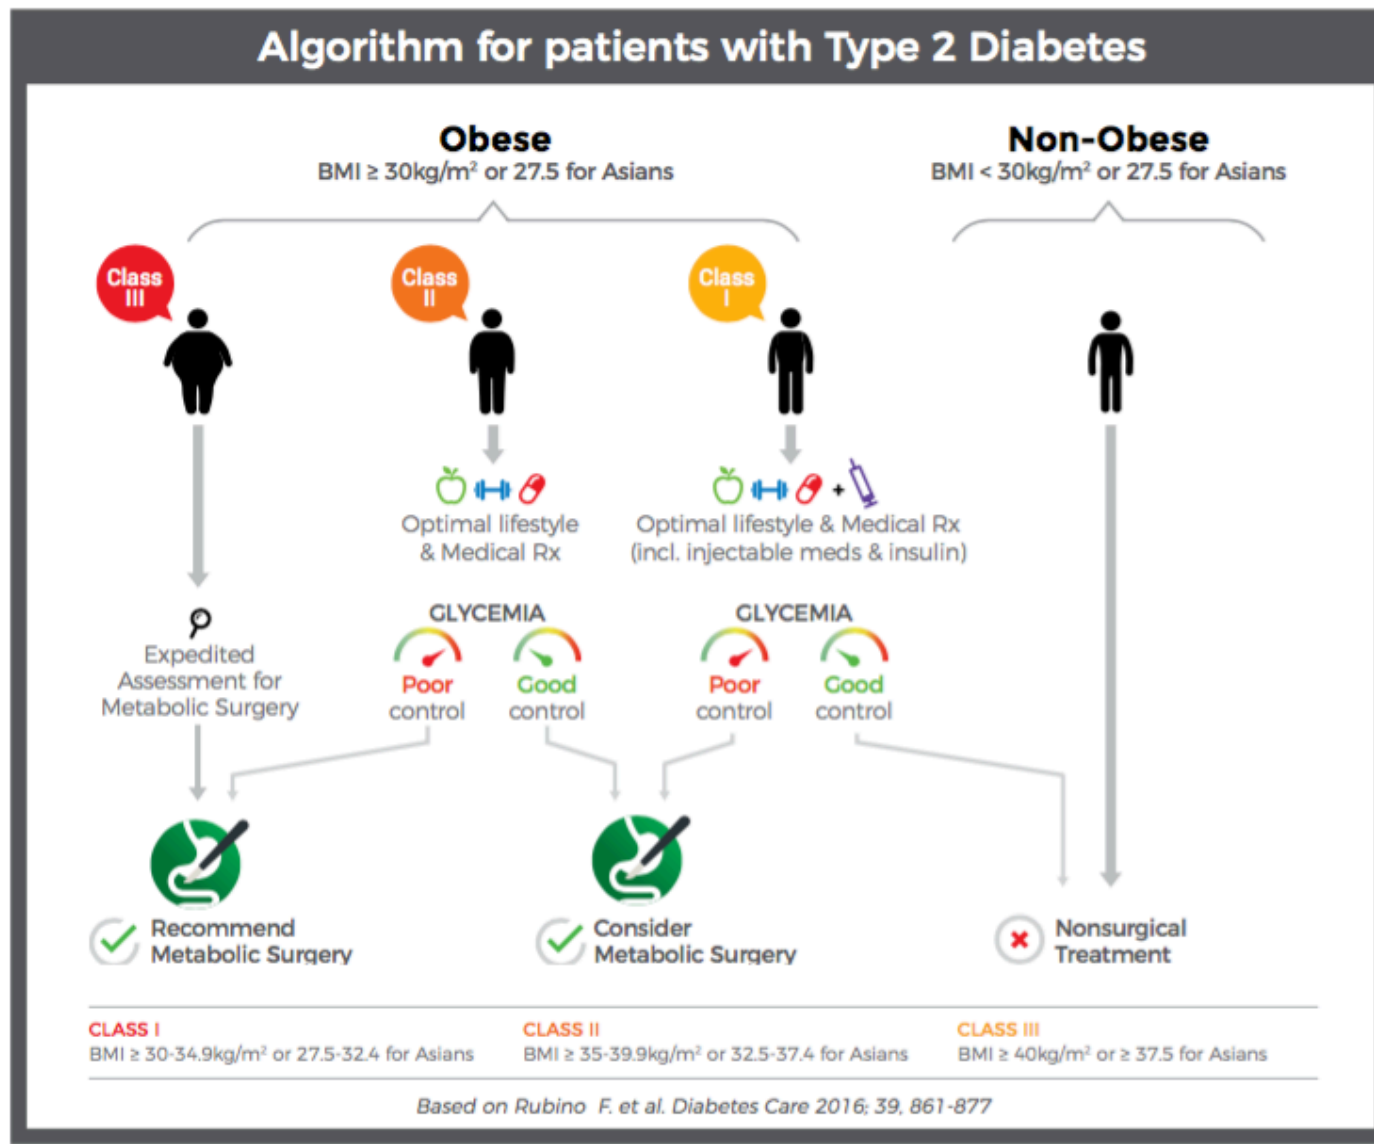 Algorithm for patients with Type 2 Diabetes
Obese
BMI ≥ 30kg/m² or 27.5 for Asians
Non-Obese
BMI < 30kg/m² or 27.5 for Asians
Class
III
Class
II
Class
I
Optimal lifestyle
& Medical Rx
+
Optimal lifestyle & Medical Rx
(incl. injectable meds & insulin)
Expedited
Assessment for
Metabolic Surgery
GLYCEMIA
Poor
control
Good
control
GLYCEMIA
Poor
control
Good
control
Recommend
Metabolic Surgery
Consider
Metabolic Surgery
Nonsurgical
Treatment
CLASS I
BMI ≥ 30-34.9kg/m² or 27.5-32.4 for Asians
CLASS II
BMI ≥ 35-39.9kg/m² or 32.5-37.4 for Asians
CLASS III
BMI ≥ 40kg/m² or ≥ 37.5 for Asians
Based on Rubino F. et al. Diabetes Care 2016; 39, 861-877